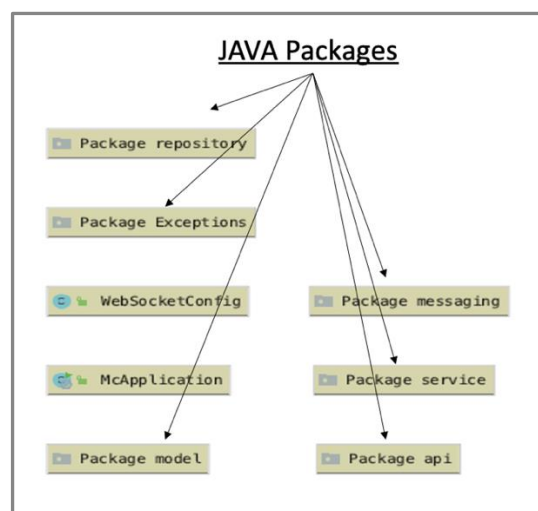 JAVA Packages
Package repository
Package Exceptions
WebSocketConfig
Package messaging
McApplication
Package service
Package model
Package api